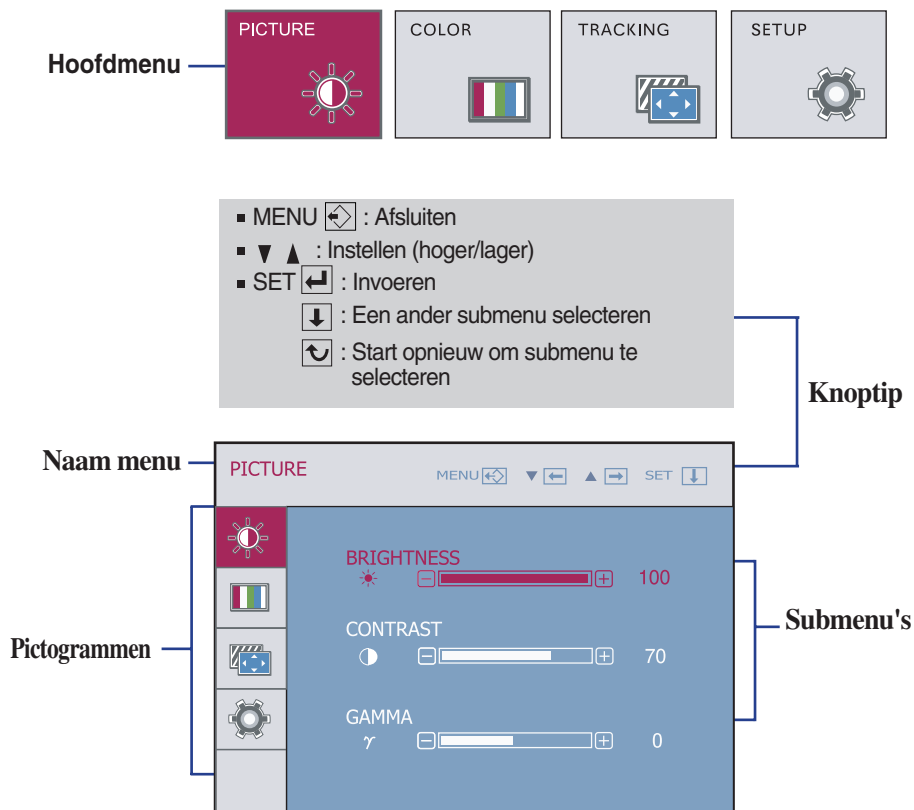 PICTURE COLOR TRACKING SETUP
Hoofdmenu
▪ MENU : Afsluiten
▪ ▼ ▲ : Instellen (hoger/lager)
▪ SET : Invoeren
: Een ander submenu selecteren
: Start opnieuw om submenu te
selecteren
Knoptip
Naam menu
PICTURE MENU ▼ ▲ SET
BRIGHTNESS
100
Submenu's
CONTRAST
70
Pictogrammen
GAMMA
γ 0